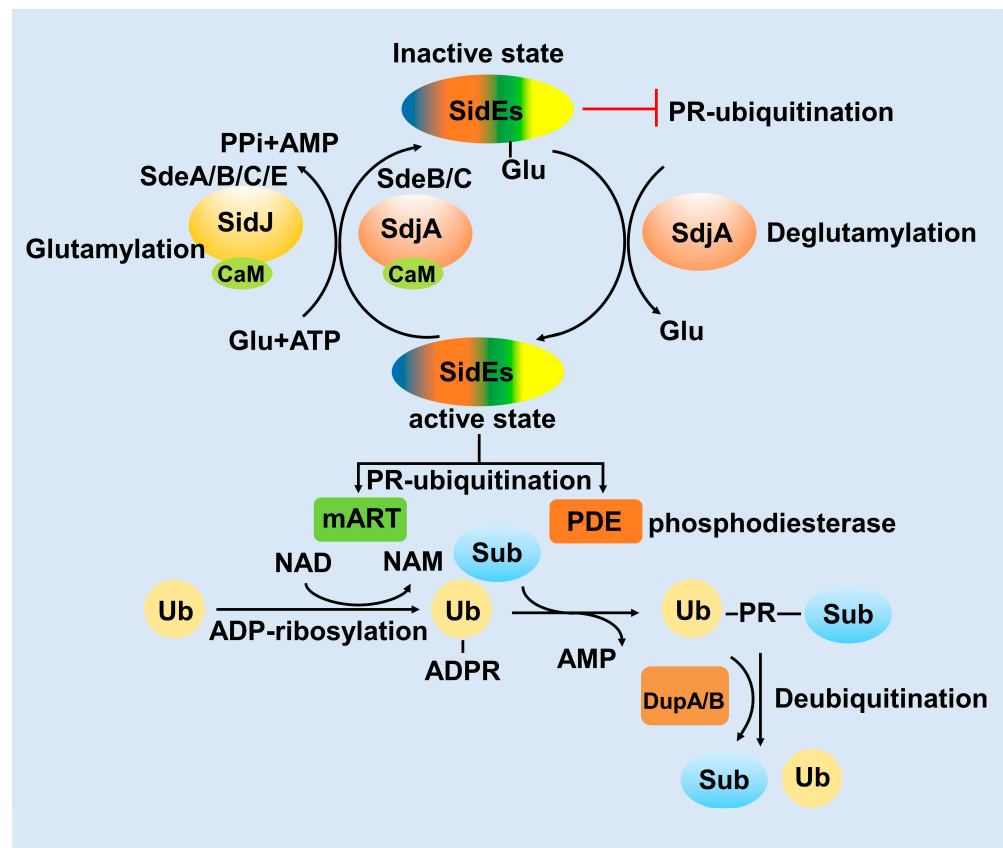 Inactive state
SidEs
PR-ubiquitination
PPi+AMP
Glu
SdeA/B/C/E
SdeB/C
SidJ
SdjA
SdjA
Deglutamylation
Glutamylation
CaM
CaM
Glu+ATP
Glu
SidEs
active state
PR-ubiquitination
mART
PDE
phosphodiesterase
NAD
NAM
Sub
Ub
ADP-ribosylation
Ub
ADPR
AMP
Ub
–PR—
Sub
DupA/B
Deubiquitination
Sub
Ub